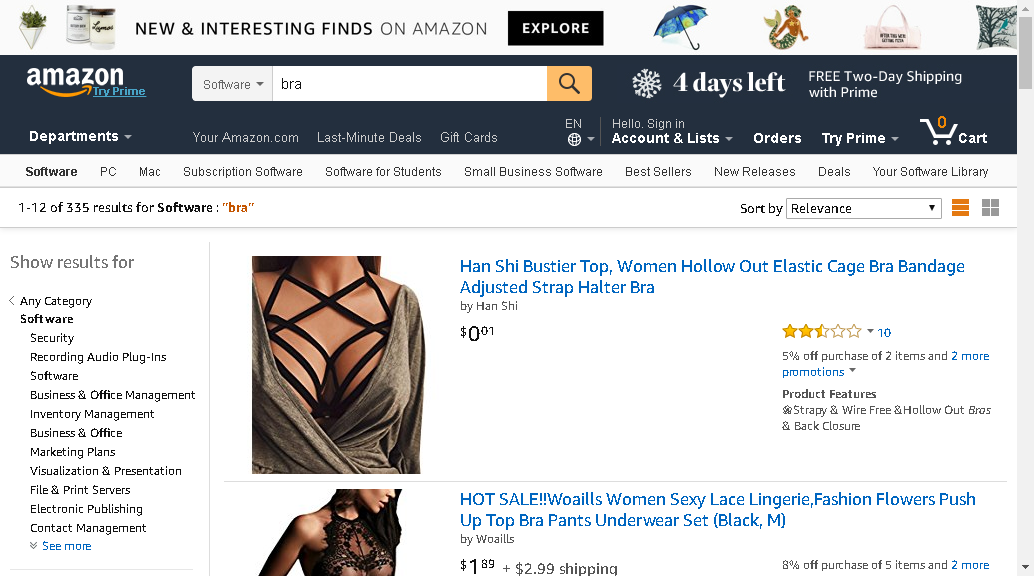 NEW & INTERESTING FINDS ON AMAZON
EXPLORE
amazon
Try Prime
Software
bra
4 days left
FREE Two-Day Shipping
with Prime
Departments
Your Amazon.com
Last-Minute Deals
Gift Cards
EN
Hello. Sign in
Account & Lists
Orders
Try Prime
0
Cart
Software
PC
Mac
Subscription Software
Software for Students
Small Business Software
Best Sellers
New Releases
Deals
Your Software Library
1-12 of 335 results for Software : "bra"
Sort by Relevance
Show results for
Any Category
Software
Security
Recording Audio Plug-Ins
Software
Business & Office Management
Inventory Management
Business & Office
Marketing Plans
Visualization & Presentation
File & Print Servers
Electronic Publishing
Contact Management
See more
Han Shi Bustier Top, Women Hollow Out Elastic Cage Bra Bandage
Adjusted Strap Halter Bra
by Han Shi
$0.01
10
5% off purchase of 2 items and 2 more
promotions
Product Features
❀Strapy & Wire Free &Hollow Out Bras
& Back Closure
HOT SALE!!Woaills Women Sexy Lace Lingerie,Fashion Flowers Push
Up Top Bra Pants Underwear Set (Black, M)
by Woaills
$1 89 + $2.99 shipping
8% off purchase of 5 items and 2 more